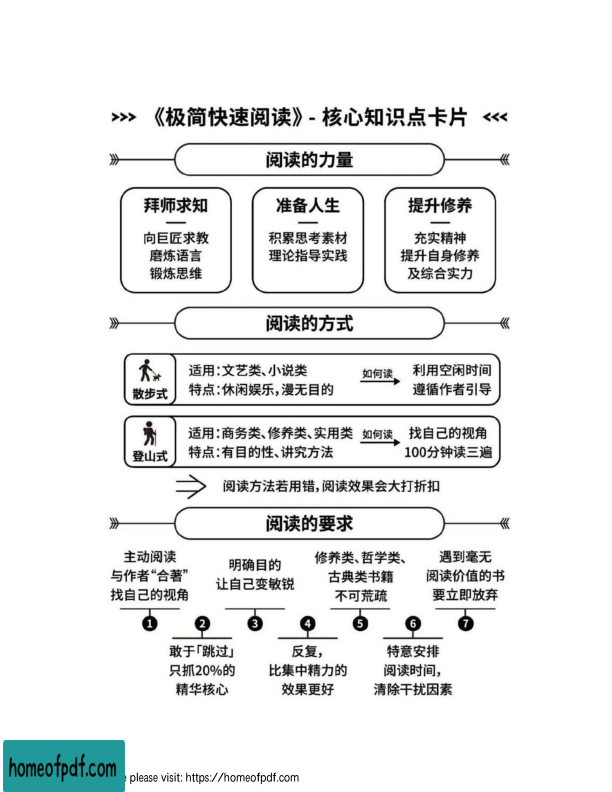 >>> 《极简快速阅读》- 核心知识点卡片 <<<
阅读的力量
拜师求知
向巨匠求教
磨炼语言
锻炼思维
准备人生
积累思考素材
理论指导实践
提升修养
充实精神
提升自身修养
及综合实力
阅读的方式
散步式
适用：文艺类、小说类
特点：休闲娱乐，漫无目的
如何读
利用空闲时间
遵循作者引导
登山式
适用：商务类、修养类、实用类
特点：有目的性、讲究方法
如何读
找自己的视角
100分钟读三遍
阅读方法若用错，阅读效果会大打折扣
阅读的要求
主动阅读
与作者“合著”
找自己的视角
1
敢于「跳过」
只抓20%的
精华核心
2
明确目的
让自己变敏锐
3
反复，
比集中精力的
效果更好
4
修养类、哲学类、
古典类书籍
不可荒疏
5
特意安排
阅读时间，
清除干扰因素
6
遇到毫无
阅读价值的书
要立即放弃
7
homeofpdf.com
please visit: https://homeofpdf.com